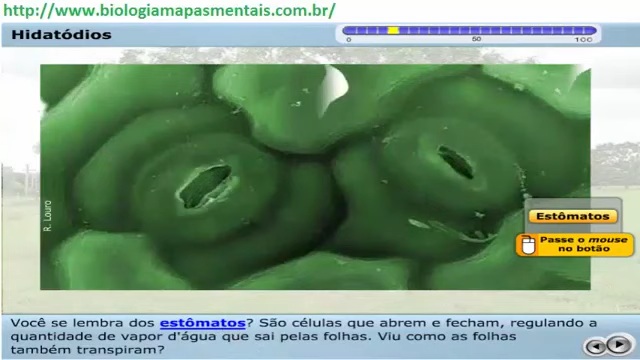 http://www.biologiamapasmentais.com.br/
Hidatódios
0 50 100
R. Louro
Estômatos
Passe o mouse
no botão
Você se lembra dos estômatos? São células que abrem e fecham, regulando a
quantidade de vapor d'água que sai pelas folhas. Viu como as folhas
também transpiram?